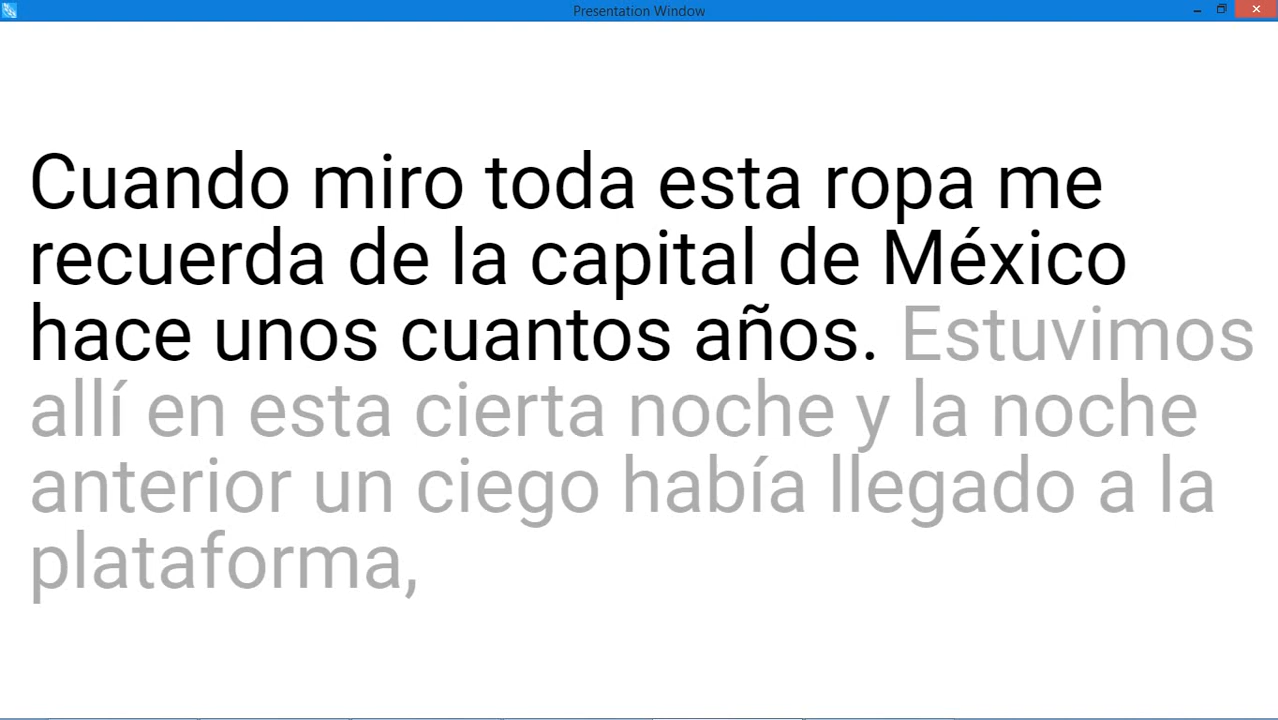 Presentation Window
Cuando miro toda esta ropa me
recuerda de la capital de México
hace unos cuantos años. Estuvimos
allí en esta cierta noche y la noche
anterior un ciego había llegado a la
plataforma,